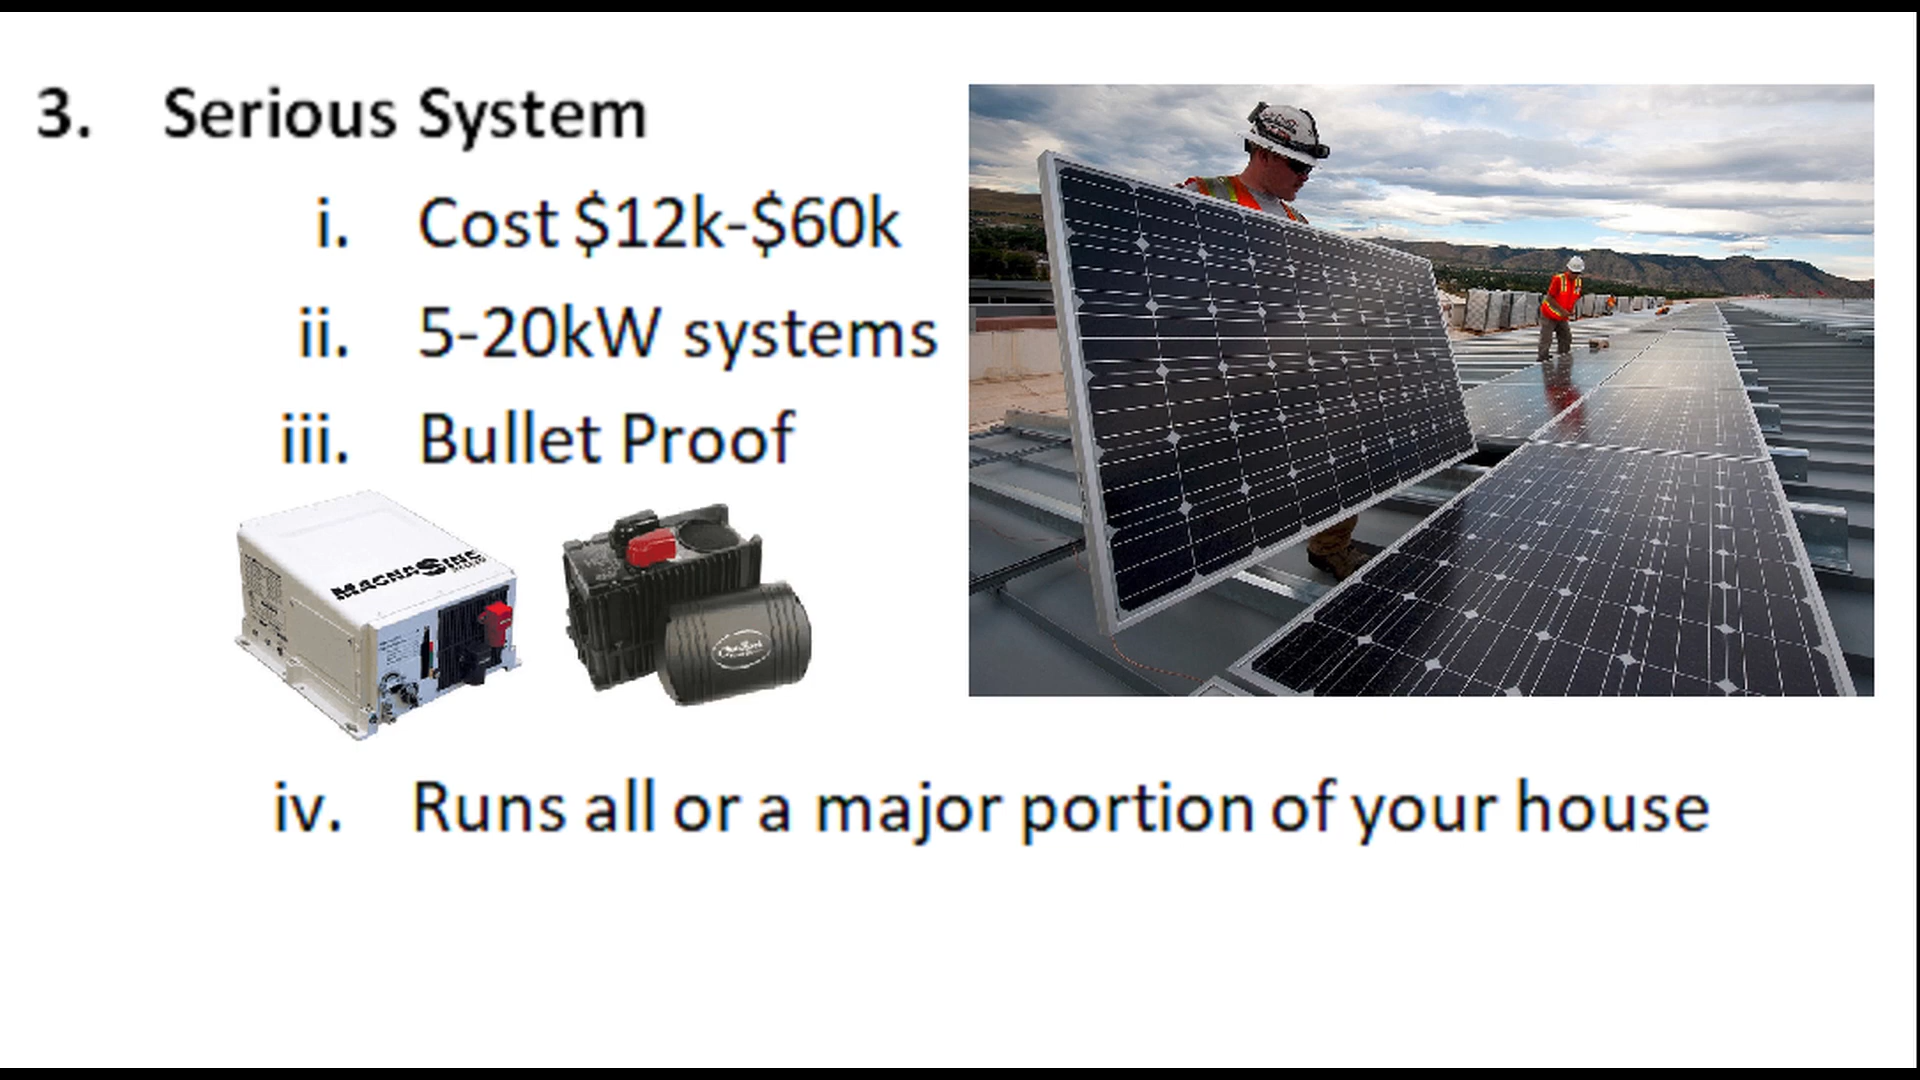 3. Serious System
i. Cost $12k-$60k
ii. 5-20kW systems
iii. Bullet Proof
MAGNASINE
iv. Runs all or a major portion of your house